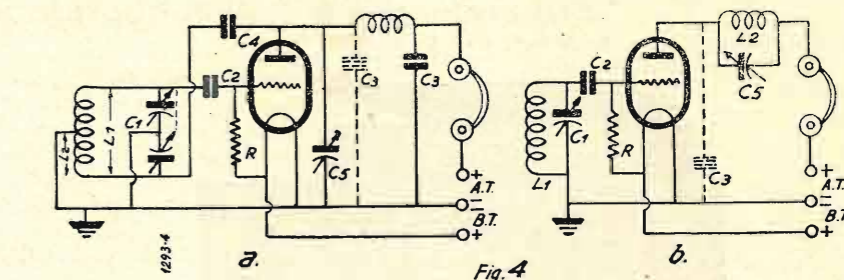 C4
C2
C3
C3
C1
L1
L2
R
C5
+
A.T.
=
B.T.
+
1293-4
a.
Fig. 4
L2
C5
C2
C1
R
L1
C3
+
A.T.
=
B.T.
+
b.